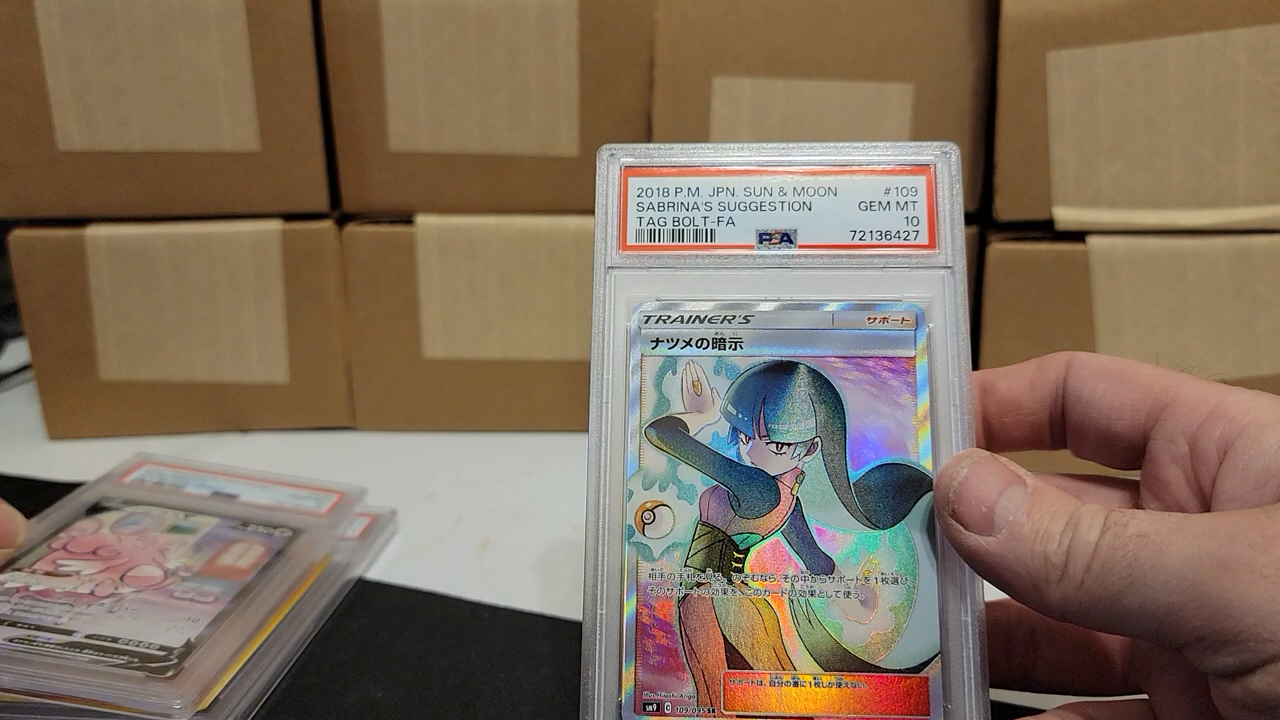 2018 P.M. JPN. SUN & MOON #109
SABRINA'S SUGGESTION GEM MT
TAG BOLT-FA 10
PSA 72136427
TRAINER'S サポート
ナツメの暗示
相手の手札を見る。のぞむなら、その中からサポートを1枚選び、
そのサポートの効果を、このカードの効果として使う。
サポートは、自分の番に1枚しか使えない。
Illus. Hitoshi Ariga
SM9 C 109/095 SR